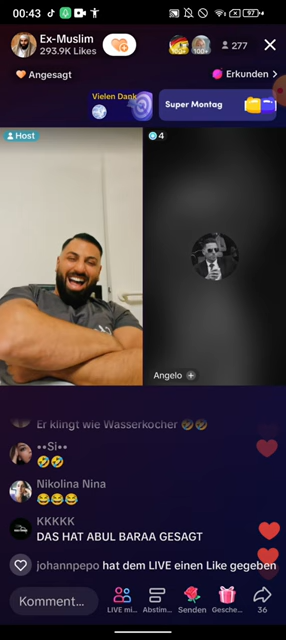 00:43
97
Ex-Muslim
293.9K Likes
277
Angesagt
Erkunden
Vielen Dank
Super Montag
Host
4
Angelo
Er klingt wie Wasserkocher 🤣🤣
••Si••
🤣🤣
Nikolina Nina
😂😂😂
KKKKK
DAS HAT ABUL BARAA GESAGT
johannpepo hat dem LIVE einen Like gegeben
Komment...
LIVE mi...
Abstim...
Senden
Gesche...
36